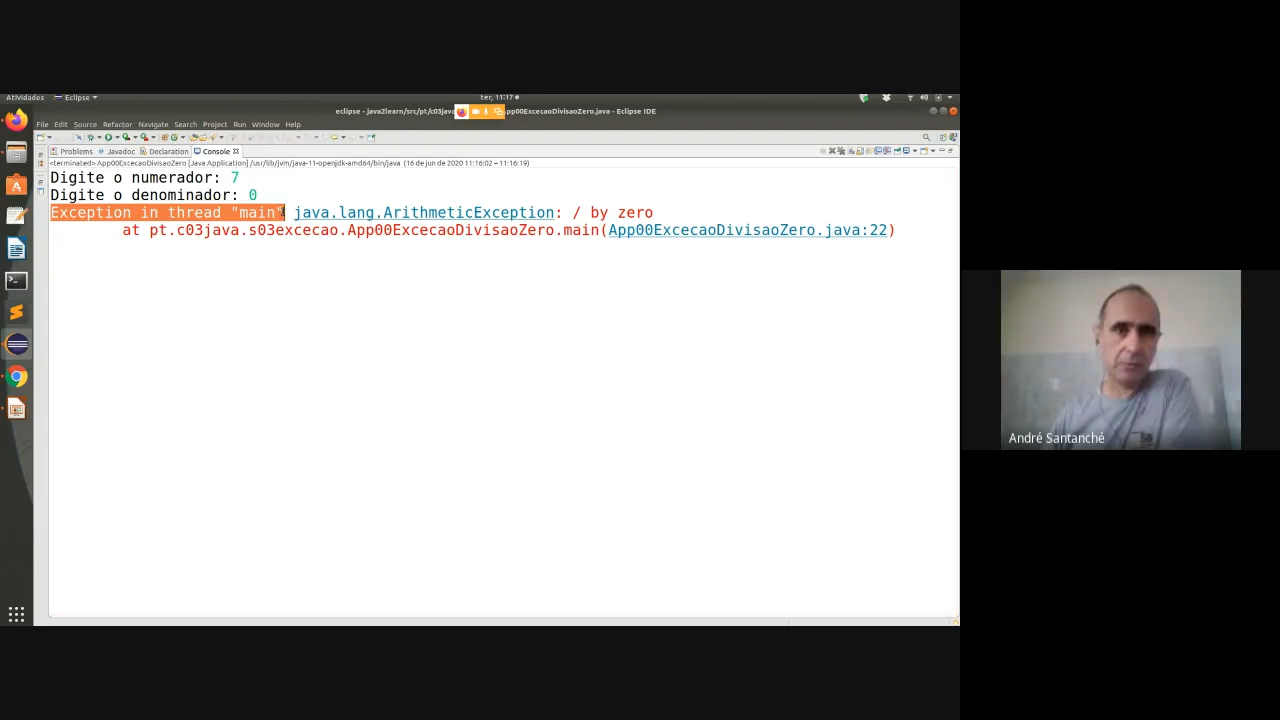 Atividades
Eclipse
ter, 11:17
eclipse - java2learn/src/pt/c03java
App00ExcecaoDivisaoZero.java - Eclipse IDE
File Edit Source Refactor Navigate Search Project Run Window Help
Problems Javadoc Declaration Console
<terminated> App00ExcecaoDivisaoZero [Java Application] /usr/lib/jvm/java-11-openjdk-amd64/bin/java (16 de jun de 2020 11:16:02 – 11:16:19)
Digite o numerador: 7
Digite o denominador: 0
Exception in thread "main" java.lang.ArithmeticException: / by zero
at pt.c03java.s03excecao.App00ExcecaoDivisaoZero.main(App00ExcecaoDivisaoZero.java:22)
André Santanché